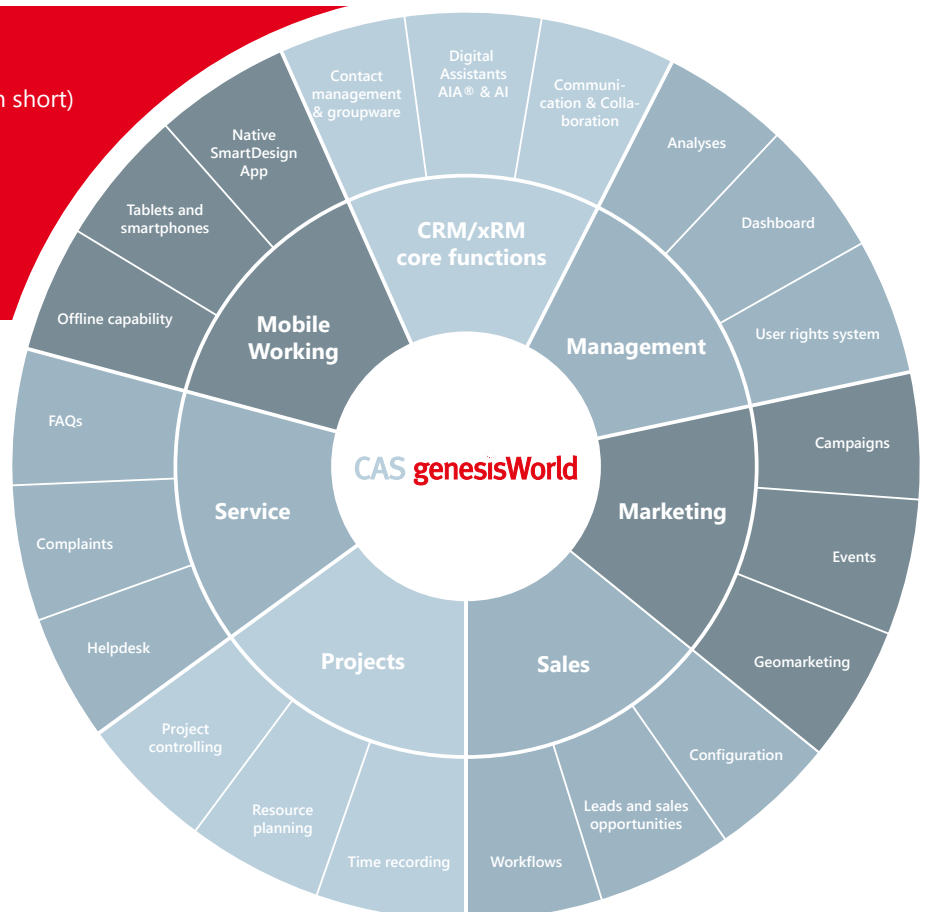 n short)
Contact
management
& groupware
Digital
Assistants
AIA® & AI
Communi-
cation & Colla-
boration
Analyses
Dashboard
User rights system
Campaigns
Events
Geomarketing
Configuration
Leads and sales
opportunities
Workflows
Time recording
Resource
planning
Project
controlling
Helpdesk
Complaints
FAQs
Offline capability
Tablets and
smartphones
Native
SmartDesign
App
CRM/xRM
core functions
Management
Marketing
Sales
Projects
Service
Mobile
Working
CAS genesisWorld